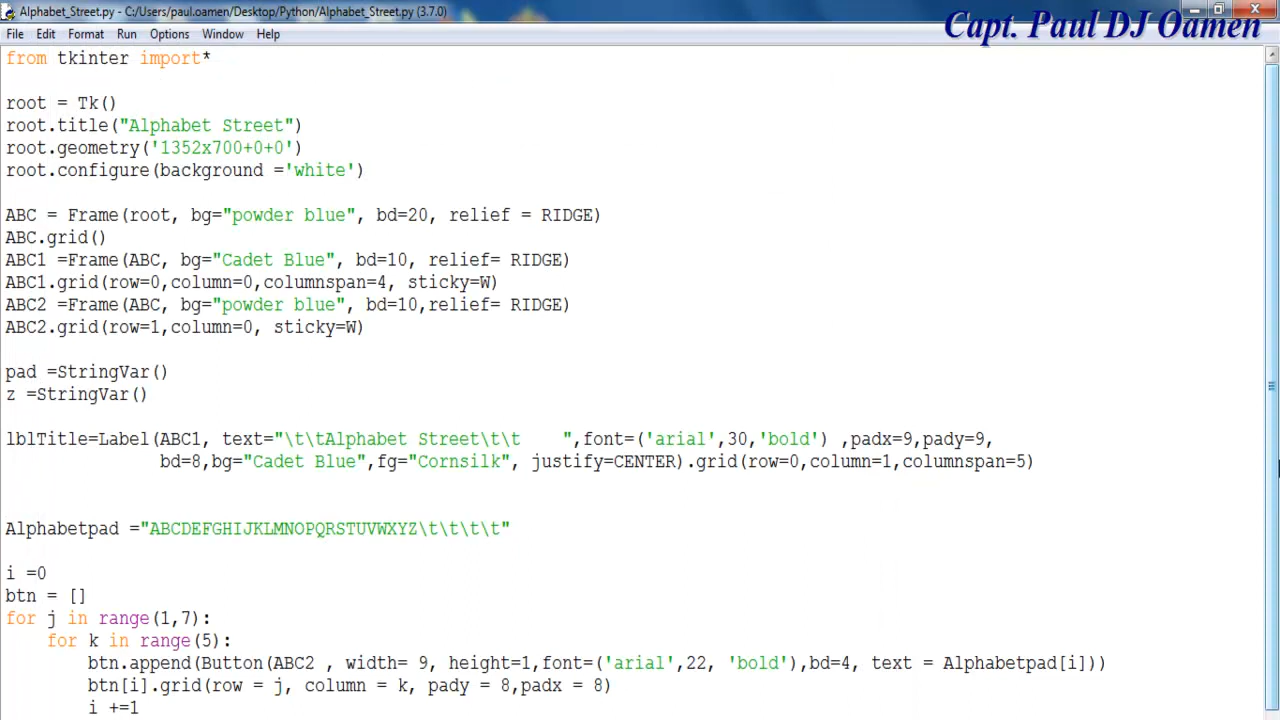 Alphabet_Street.py - C:/Users/paul.oamen/Desktop/Python/Alphabet_Street.py (3.7.0)
Capt. Paul DJ Oamen
File Edit Format Run Options Window Help
from tkinter import*

root = Tk()
root.title("Alphabet Street")
root.geometry('1352x700+0+0')
root.configure(background ='white')

ABC = Frame(root, bg="powder blue", bd=20, relief = RIDGE)
ABC.grid()
ABC1 =Frame(ABC, bg="Cadet Blue", bd=10, relief= RIDGE)
ABC1.grid(row=0,column=0,columnspan=4, sticky=W)
ABC2 =Frame(ABC, bg="powder blue", bd=10,relief= RIDGE)
ABC2.grid(row=1,column=0, sticky=W)

pad =StringVar()
z =StringVar()

lblTitle=Label(ABC1, text="\t\tAlphabet Street\t\t    ",font=('arial',30,'bold') ,padx=9,pady=9,
               bd=8,bg="Cadet Blue",fg="Cornsilk", justify=CENTER).grid(row=0,column=1,columnspan=5)

Alphabetpad ="ABCDEFGHIJKLMNOPQRSTUVWXYZ\t\t\t\t"

i =0
btn = []
for j in range(1,7):
    for k in range(5):
        btn.append(Button(ABC2 , width= 9, height=1,font=('arial',22, 'bold'),bd=4, text = Alphabetpad[i]))
        btn[i].grid(row = j, column = k, pady = 8,padx = 8)
        i +=1